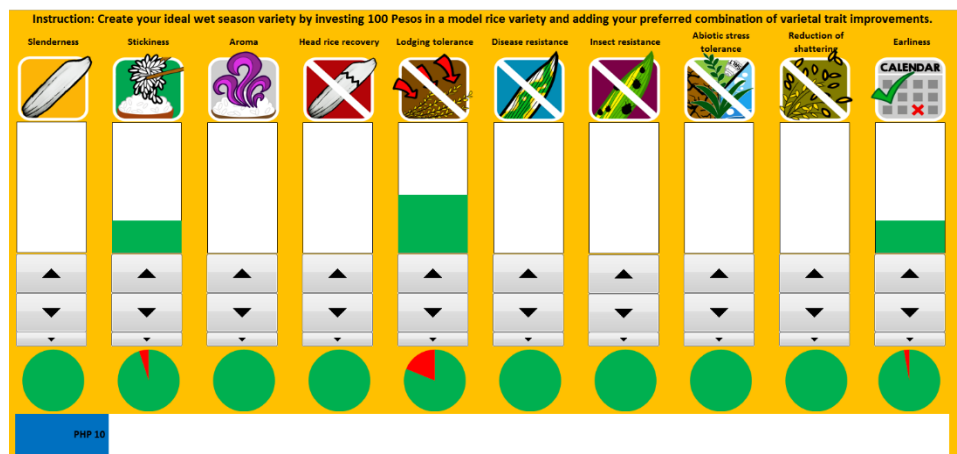 Instruction: Create your ideal wet season variety by investing 100 Pesos in a model rice variety and adding your preferred combination of varietal trait improvements.
Slenderness
Stickiness
Aroma
Head rice recovery
Lodging tolerance
Disease resistance
Insect resistance
Abiotic stress
tolerance
Reduction of
shattering
Earliness
CALENDAR
PHP 10